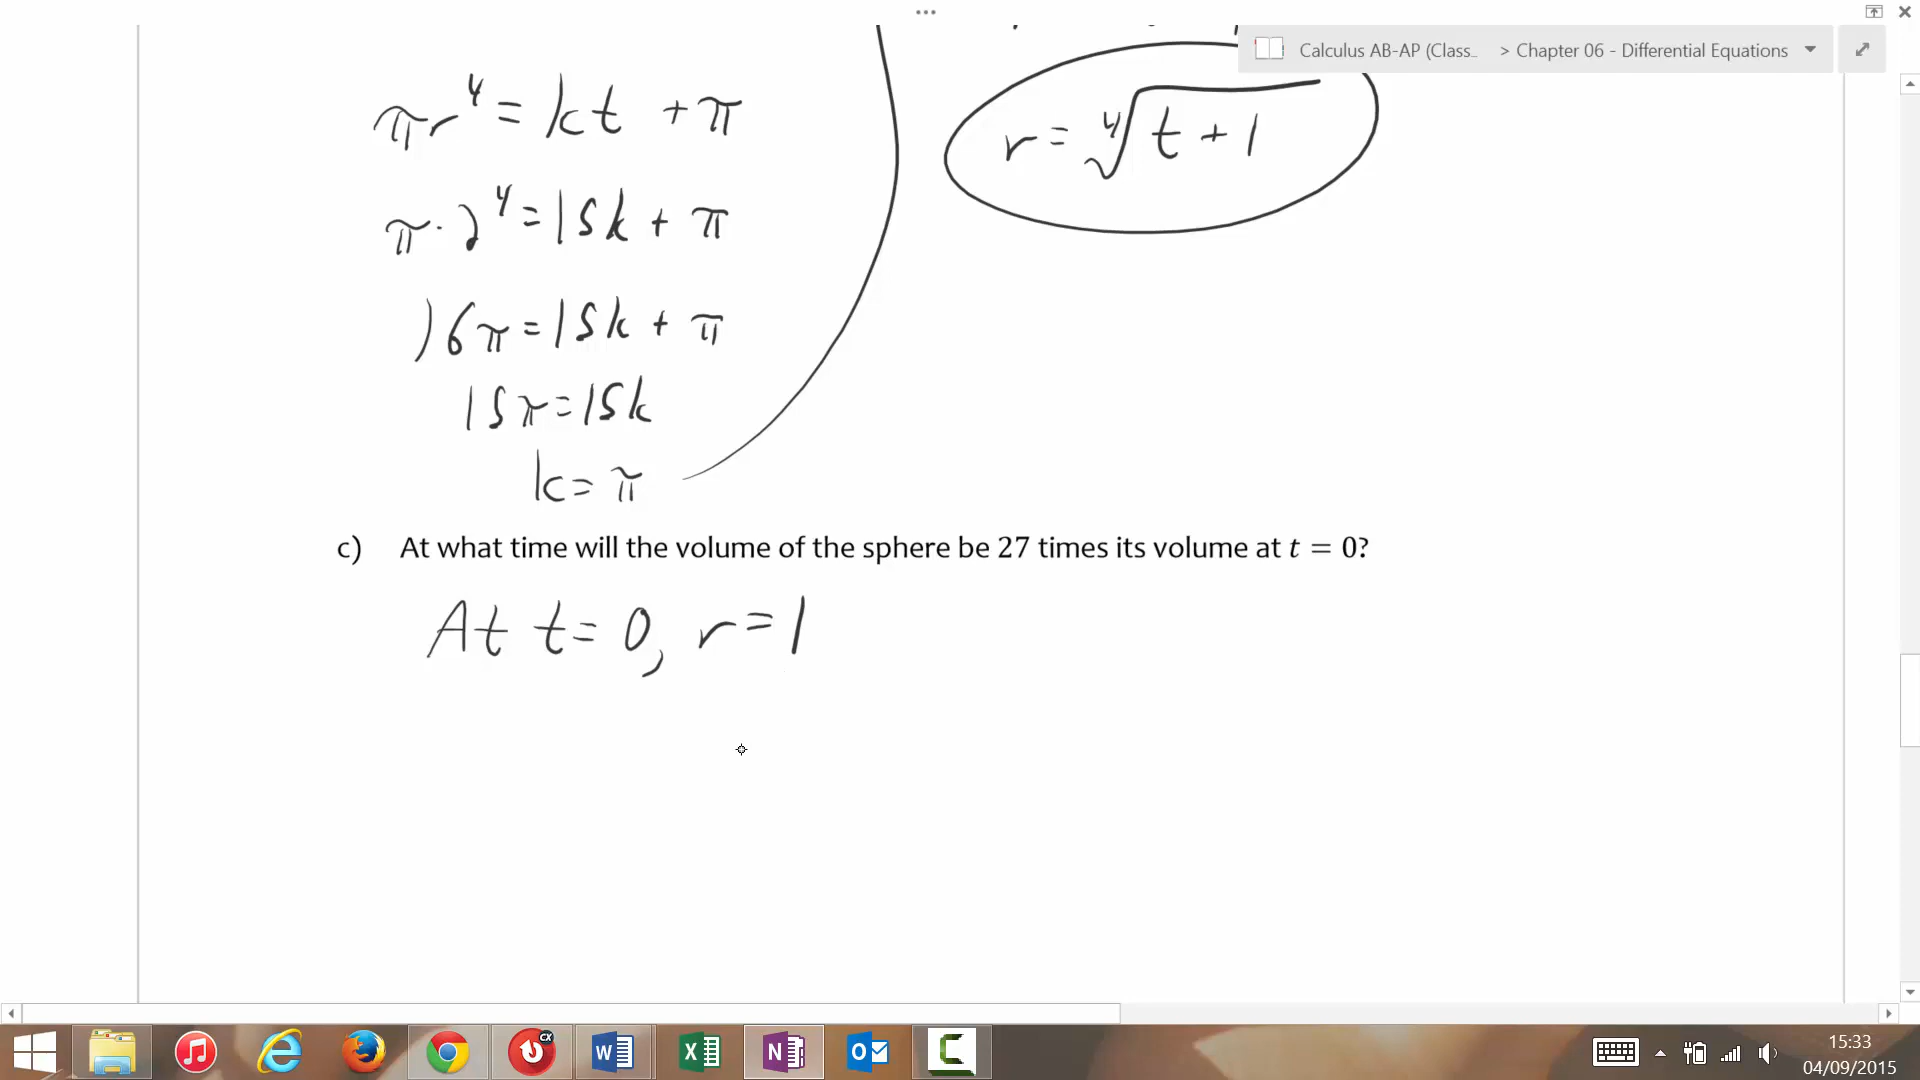 Calculus AB-AP (Class.. > Chapter 06 - Differential Equations
πr⁴ = kt + π
π · 2⁴ = 15k + π
16π = 15k + π
15π = 15k
k = π
r = ∜(t + 1)
c) At what time will the volume of the sphere be 27 times its volume at t = 0?
At t = 0, r = 1
15:33
04/09/2015